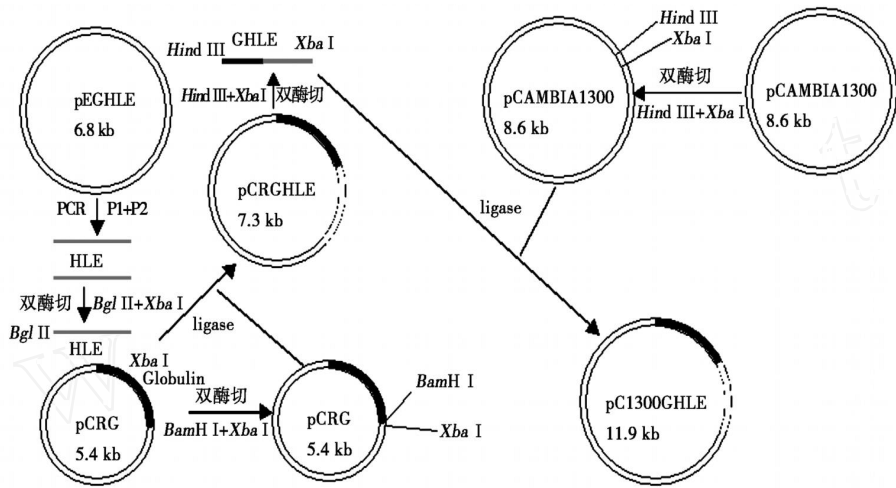 Hind III
GHLE
Xba I
Hind III+Xba I
双酶切
pEGHLE
6.8 kb
PCR
P1+P2
HLE
双酶切
Bgl II+Xba I
Bgl II
HLE
Xba I
Globulin
pCRG
5.4 kb
双酶切
BamH I+Xba I
pCRG
5.4 kb
BamH I
Xba I
ligase
pCRGHLE
7.3 kb
ligase
Hind III
Xba I
pCAMBIA1300
8.6 kb
双酶切
Hind III+Xba I
pCAMBIA1300
8.6 kb
pC1300GHLE
11.9 kb